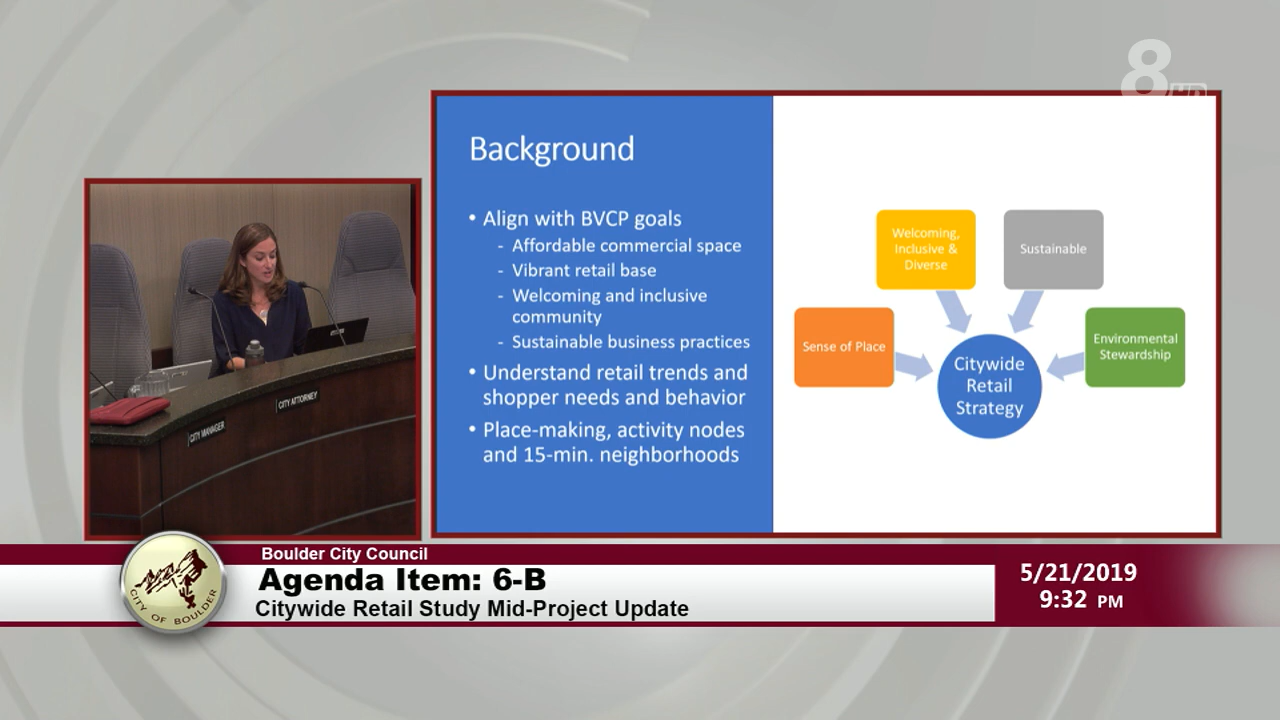 8
HD
Background
• Align with BVCP goals
- Affordable commercial space
- Vibrant retail base
- Welcoming and inclusive
community
- Sustainable business practices
• Understand retail trends and
shopper needs and behavior
• Place-making, activity nodes
and 15-min. neighborhoods
Welcoming,
Inclusive &
Diverse
Sustainable
Sense of Place
Environmental
Stewardship
Citywide
Retail
Strategy
CITY MANAGER
CITY ATTORNEY
CITY OF BOULDER
Boulder City Council
Agenda Item: 6-B
Citywide Retail Study Mid-Project Update
5/21/2019
9:32 PM